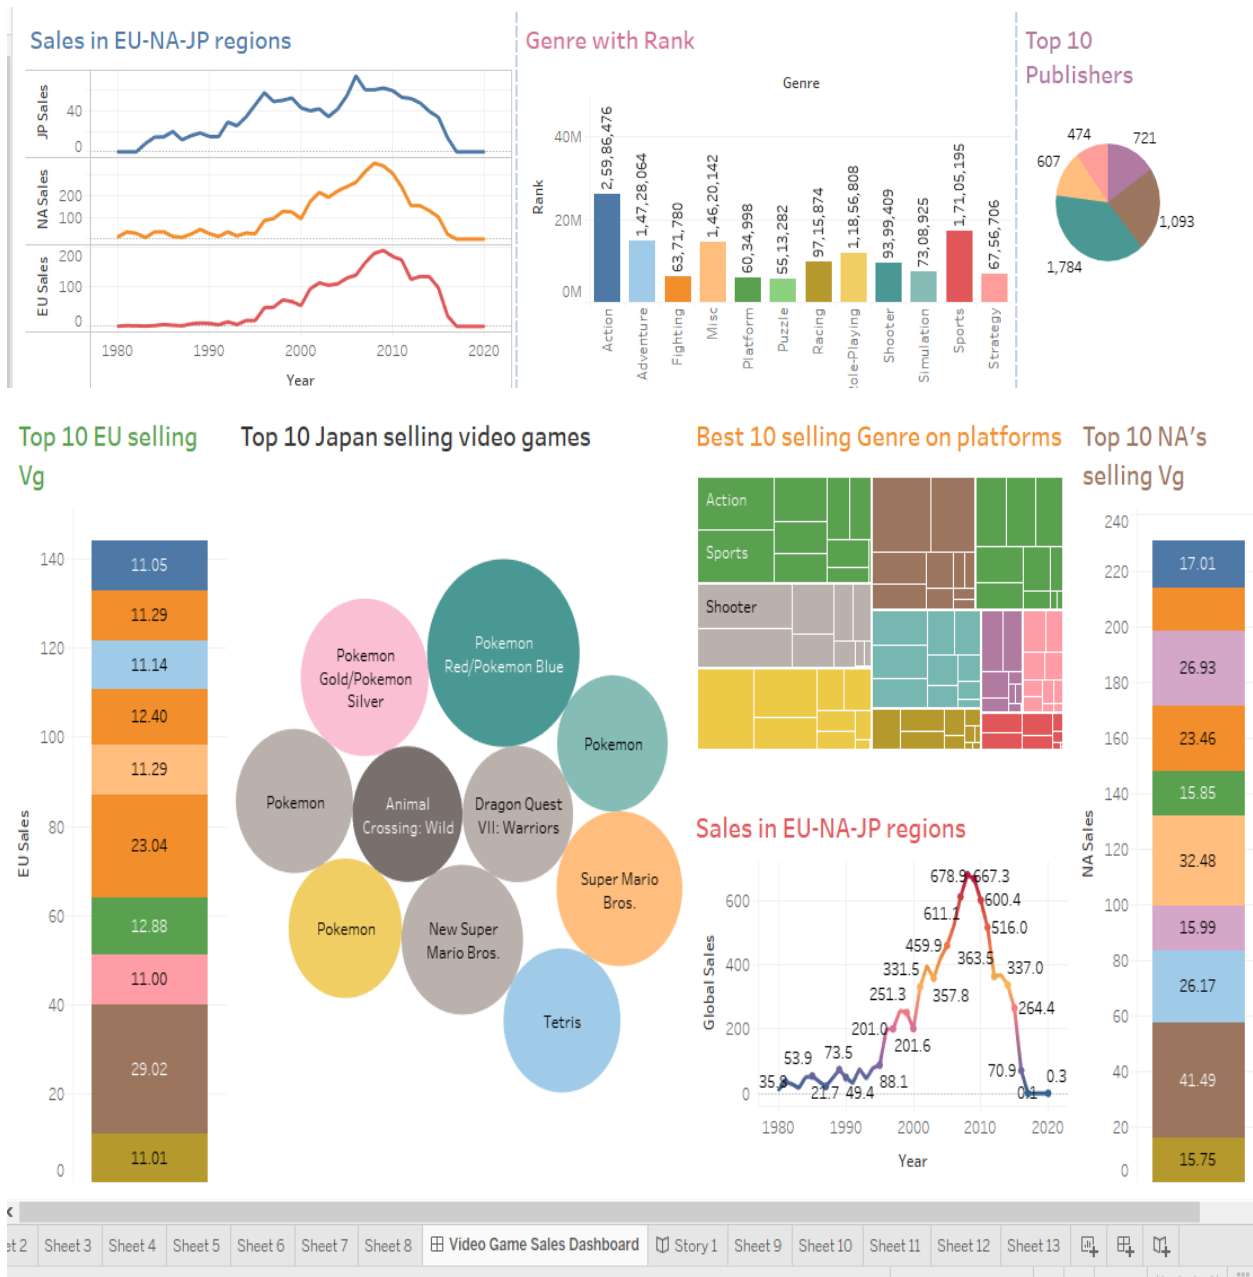 Sales in EU-NA-JP regions
JP Sales
40
0
NA Sales
200
100
0
EU Sales
200
100
0
1980 1990 2000 2010 2020
Year
Genre with Rank
Genre
Rank
40M
20M
0M
2,59,86,476
1,47,28,064
63,71,780
1,46,20,142
60,34,998
55,13,282
97,15,874
1,18,56,808
93,99,409
73,08,925
1,71,05,195
67,56,706
Action
Adventure
Fighting
Misc
Platform
Puzzle
Racing
ole-Playing
Shooter
Simulation
Sports
Strategy
Top 10
Publishers
474
721
607
1,093
1,784
Top 10 EU selling
Vg
EU Sales
140
120
100
80
60
40
20
0
11.05
11.29
11.14
12.40
11.29
23.04
12.88
11.00
29.02
11.01
Top 10 Japan selling video games
Pokemon
Gold/Pokemon
Silver
Pokemon
Red/Pokemon Blue
Pokemon
Pokemon
Animal
Crossing: Wild
Dragon Quest
VII: Warriors
Super Mario
Bros.
Pokemon
New Super
Mario Bros.
Tetris
Best 10 selling Genre on platforms
Action
Sports
Shooter
Sales in EU-NA-JP regions
Global Sales
600
400
200
0
678.9
667.3
611.1
600.4
459.9
516.0
363.5
331.5
337.0
251.3
357.8
264.4
201.0
201.6
53.9
73.5
88.1
70.9
35.8
21.7
49.4
0.1
0.3
1980 1990 2000 2010 2020
Year
Top 10 NA's
selling Vg
NA Sales
240
220
200
180
160
140
120
100
80
60
40
20
0
17.01
26.93
23.46
15.85
32.48
15.99
26.17
41.49
15.75
et 2 Sheet 3 Sheet 4 Sheet 5 Sheet 6 Sheet 7 Sheet 8 Video Game Sales Dashboard Story 1 Sheet 9 Sheet 10 Sheet 11 Sheet 12 Sheet 13